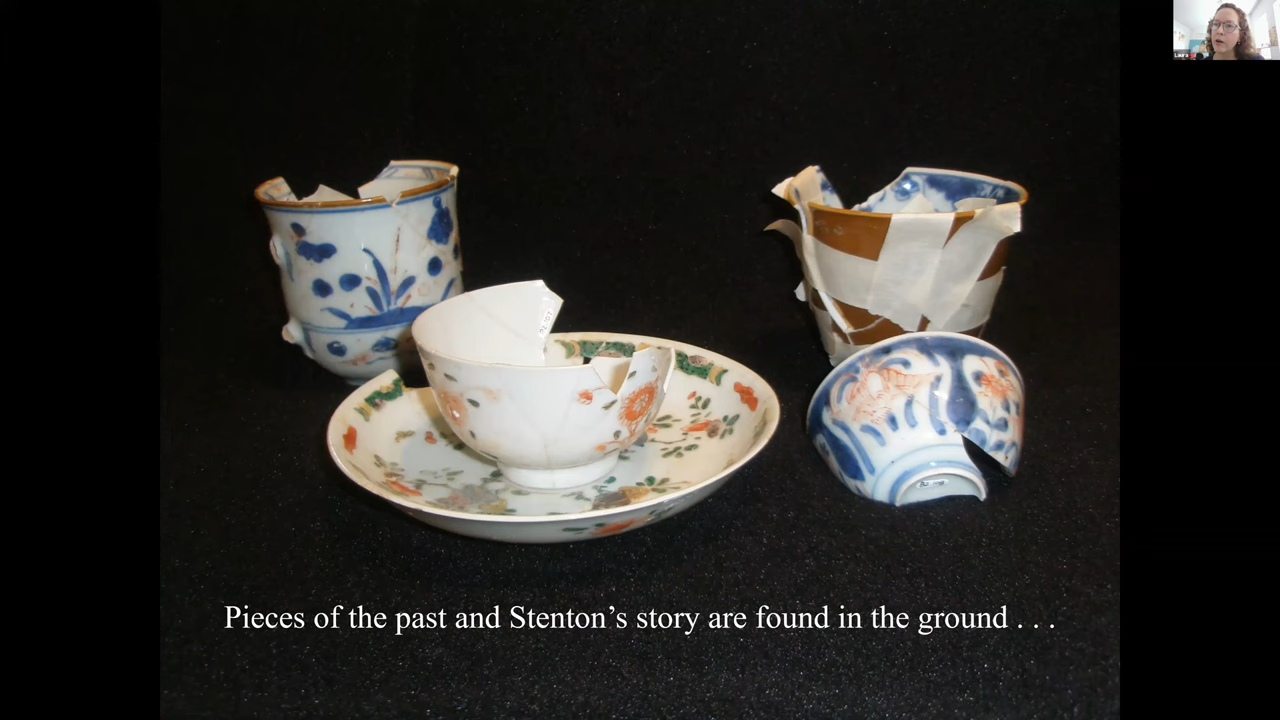 Pieces of the past and Stenton’s story are found in the ground . . .